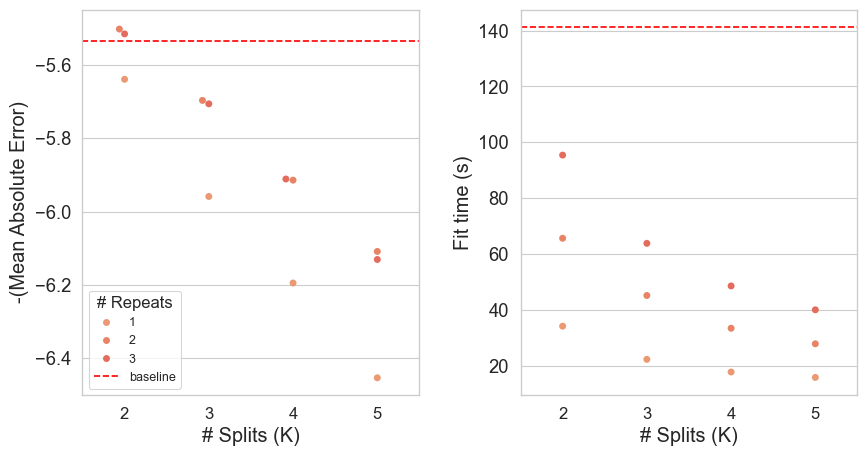 -(Mean Absolute Error)
−5.6
−5.8
−6.0
−6.2
−6.4
# Repeats
1
2
3
baseline
2 3 4 5
# Splits (K)
Fit time (s)
140
120
100
80
60
40
20
2 3 4 5
# Splits (K)